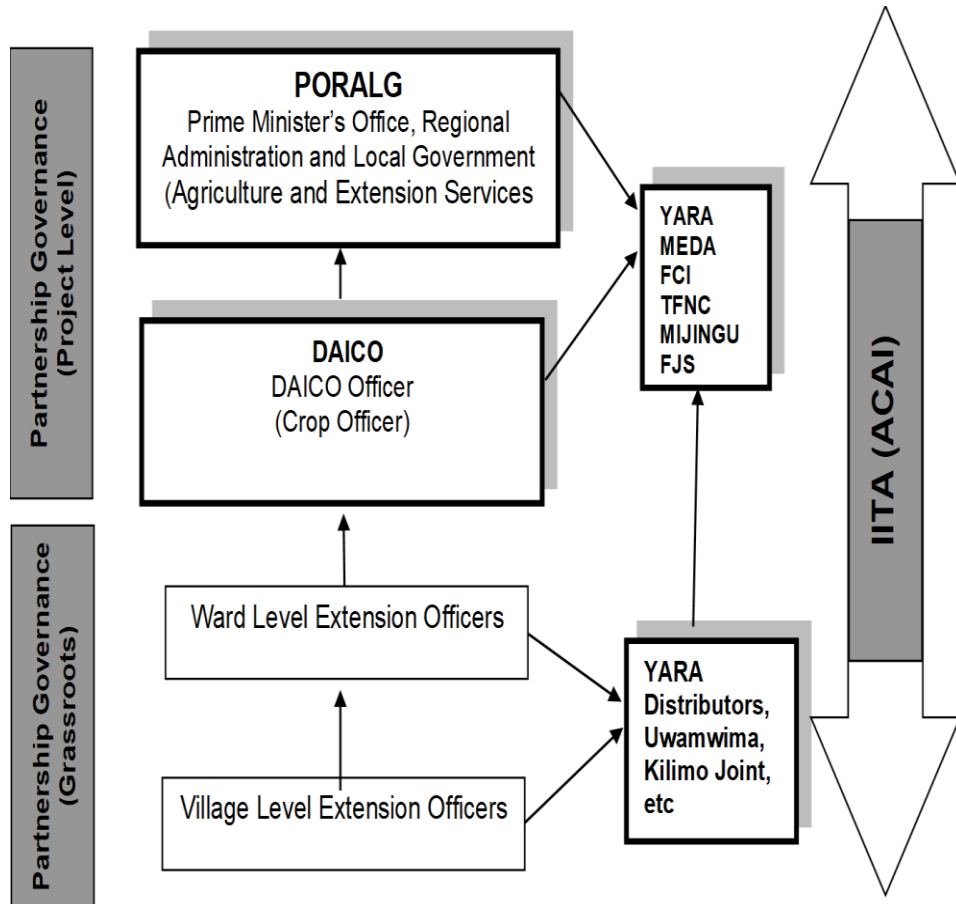 Partnership Governance
(Project Level)
PORALG
Prime Minister's Office, Regional
Administration and Local Government
(Agriculture and Extension Services
YARA
MEDA
FCI
TFNC
MIJINGU
FJS
DAICO
DAICO Officer
(Crop Officer)
IITA (ACAI)
Partnership Governance
(Grassroots)
Ward Level Extension Officers
YARA
Distributors,
Uwamwima,
Kilimo Joint,
etc
Village Level Extension Officers